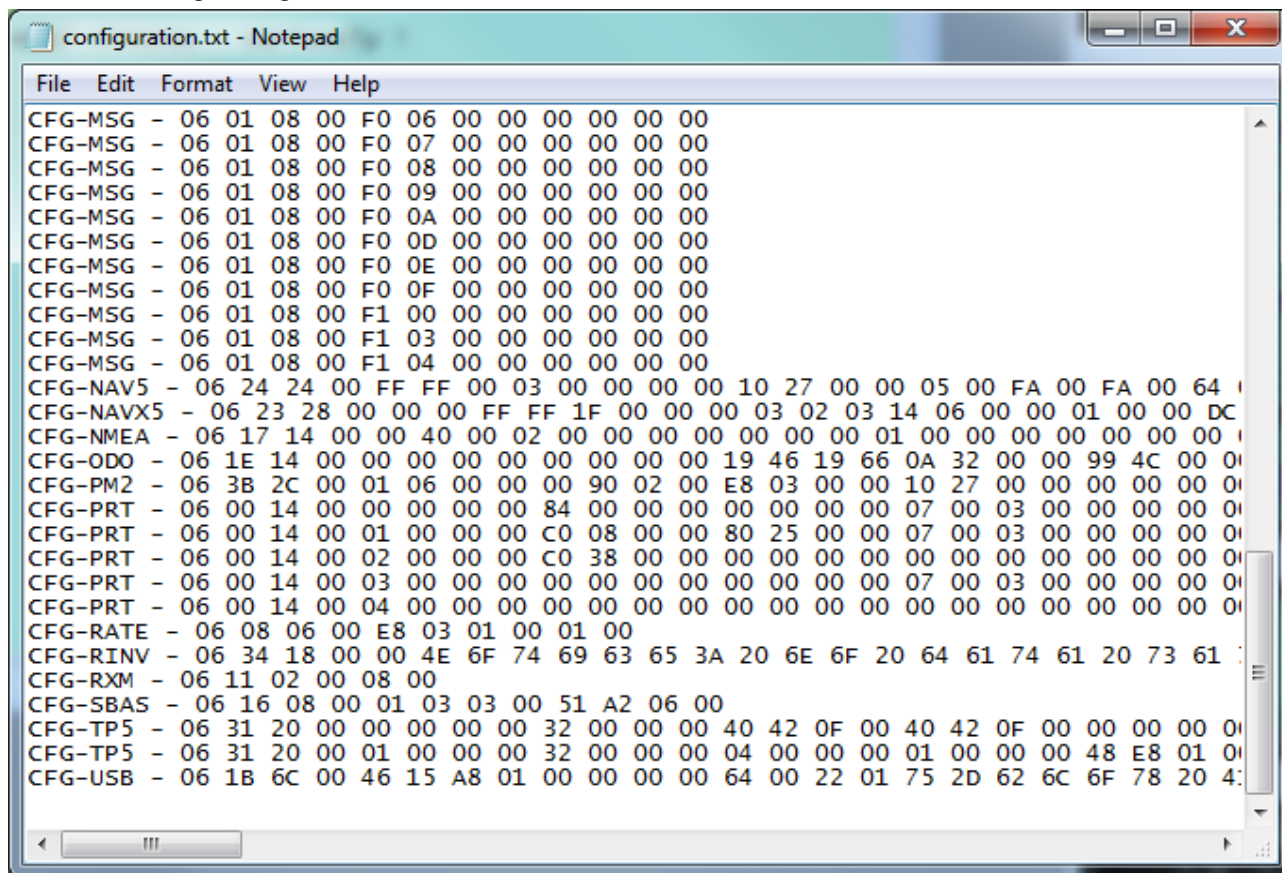 configuration.txt - Notepad
File Edit Format View Help
CFG-MSG - 06 01 08 00 F0 06 00 00 00 00 00 00
CFG-MSG - 06 01 08 00 F0 07 00 00 00 00 00 00
CFG-MSG - 06 01 08 00 F0 08 00 00 00 00 00 00
CFG-MSG - 06 01 08 00 F0 09 00 00 00 00 00 00
CFG-MSG - 06 01 08 00 F0 0A 00 00 00 00 00 00
CFG-MSG - 06 01 08 00 F0 0D 00 00 00 00 00 00
CFG-MSG - 06 01 08 00 F0 0E 00 00 00 00 00 00
CFG-MSG - 06 01 08 00 F0 0F 00 00 00 00 00 00
CFG-MSG - 06 01 08 00 F1 00 00 00 00 00 00 00
CFG-MSG - 06 01 08 00 F1 03 00 00 00 00 00 00
CFG-MSG - 06 01 08 00 F1 04 00 00 00 00 00 00
CFG-NAV5 - 06 24 24 00 FF FF 00 03 00 00 00 00 10 27 00 00 05 00 FA 00 FA 00 64
CFG-NAVX5 - 06 23 28 00 00 00 FF FF 1F 00 00 00 03 02 03 14 06 00 00 01 00 00 DC
CFG-NMEA - 06 17 14 00 00 40 00 02 00 00 00 00 00 00 00 01 00 00 00 00 00 00 00
CFG-ODO - 06 1E 14 00 00 00 00 00 00 00 00 00 19 46 19 66 0A 32 00 00 99 4C 00
CFG-PM2 - 06 3B 2C 00 01 06 00 00 00 90 02 00 E8 03 00 00 10 27 00 00 00 00 00
CFG-PRT - 06 00 14 00 00 00 00 00 84 00 00 00 00 00 00 00 07 00 03 00 00 00 00
CFG-PRT - 06 00 14 00 01 00 00 00 C0 08 00 00 80 25 00 00 07 00 03 00 00 00 00
CFG-PRT - 06 00 14 00 02 00 00 00 C0 38 00 00 00 00 00 00 00 00 00 00 00 00 00
CFG-PRT - 06 00 14 00 03 00 00 00 00 00 00 00 00 00 00 00 07 00 03 00 00 00 00
CFG-PRT - 06 00 14 00 04 00 00 00 00 00 00 00 00 00 00 00 00 00 00 00 00 00 00
CFG-RATE - 06 08 06 00 E8 03 01 00 01 00
CFG-RINV - 06 34 18 00 00 4E 6F 74 69 63 65 3A 20 6E 6F 20 64 61 74 61 20 73 61
CFG-RXM - 06 11 02 00 08 00
CFG-SBAS - 06 16 08 00 01 03 03 00 51 A2 06 00
CFG-TP5 - 06 31 20 00 00 00 00 00 32 00 00 00 40 42 0F 00 40 42 0F 00 00 00 00
CFG-TP5 - 06 31 20 00 01 00 00 00 32 00 00 00 04 00 00 00 01 00 00 00 48 E8 01
CFG-USB - 06 1B 6C 00 46 15 A8 01 00 00 00 00 64 00 22 01 75 2D 62 6C 6F 78 20